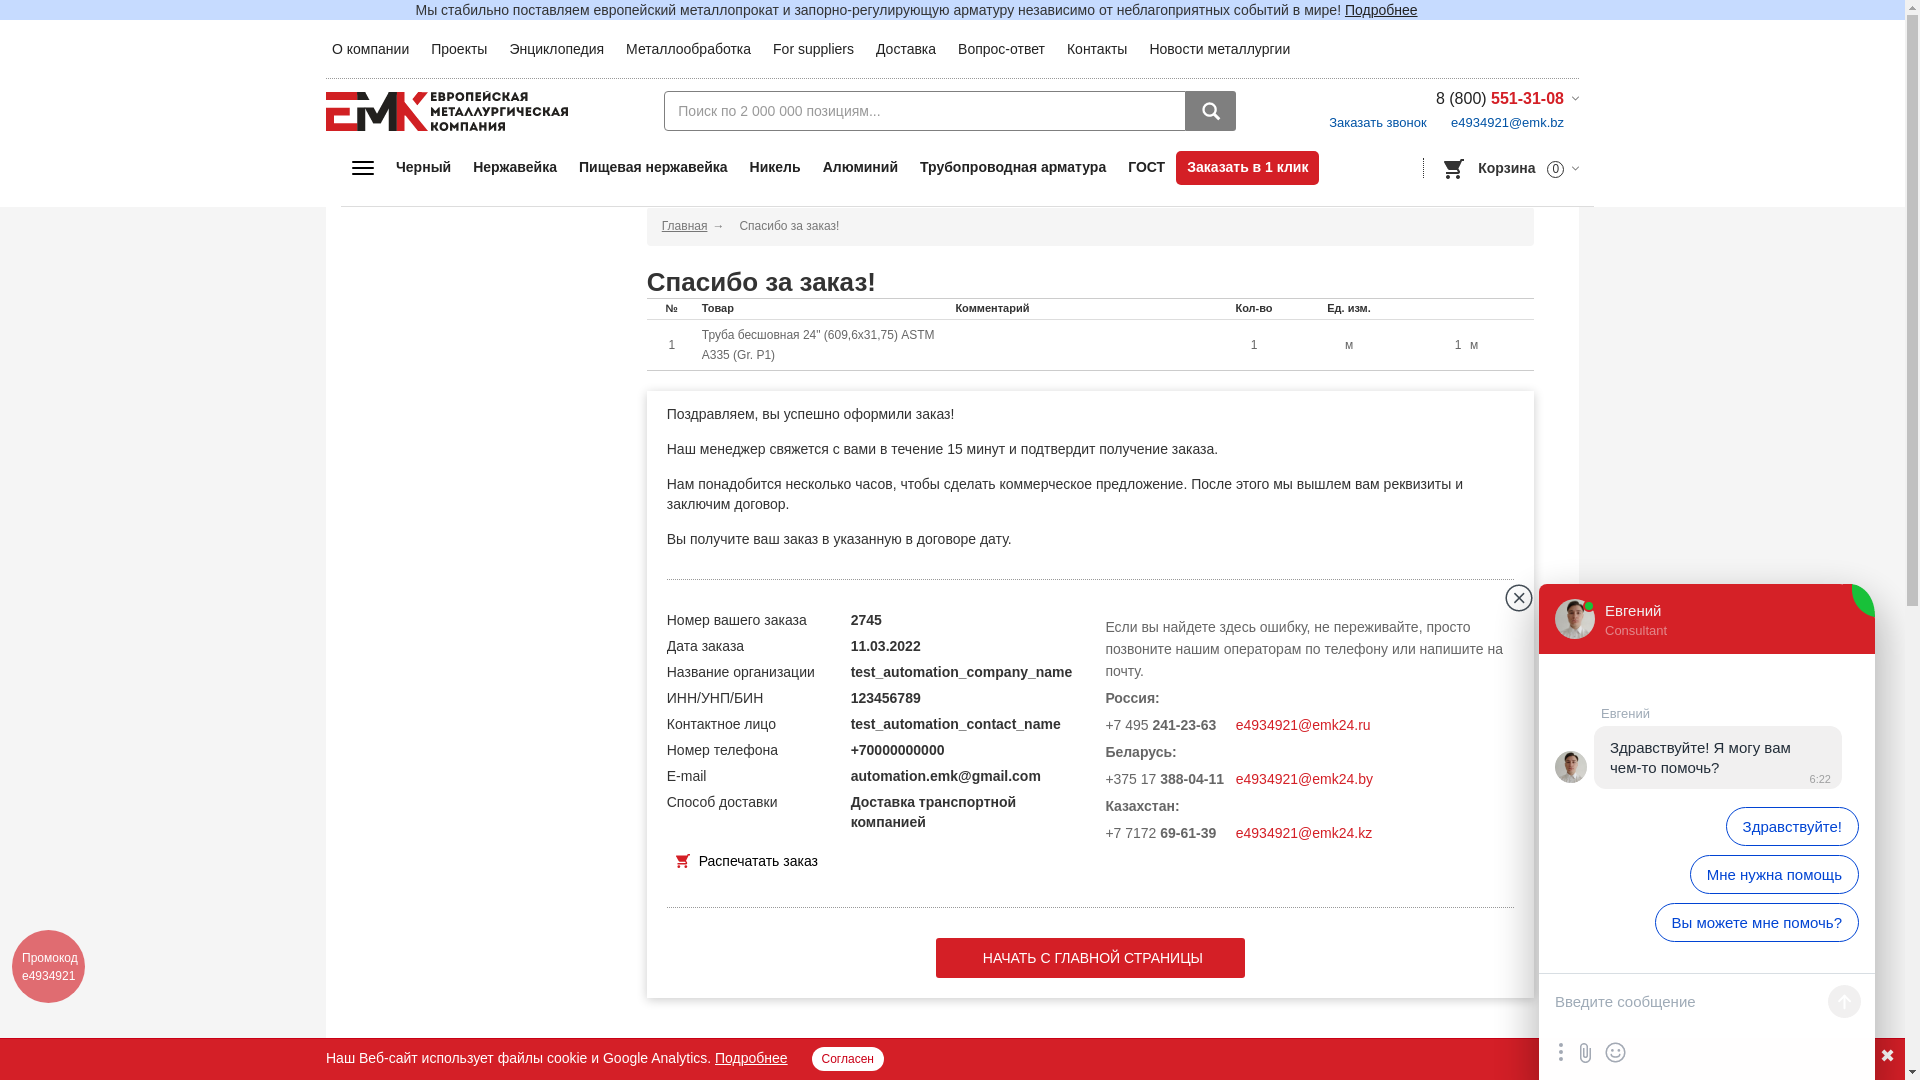 Мы стабильно поставляем европейский металлопрокат и запорно-регулирующую арматуру независимо от неблагоприятных событий в мире! Подробнее
О компании Проекты Энциклопедия Металлообработка For suppliers Доставка Вопрос-ответ Контакты Новости металлургии
ЕМК ЕВРОПЕЙСКАЯ
МЕТАЛЛУРГИЧЕСКАЯ
КОМПАНИЯ
Поиск по 2 000 000 позициям...
8 (800) 551-31-08
Заказать звонок e4934921@emk.bz
Черный Нержавейка Пищевая нержавейка Никель Алюминий Трубопроводная арматура ГОСТ Заказать в 1 клик Корзина 0
Главная → Спасибо за заказ!
Спасибо за заказ!
№ Товар Комментарий Кол-во Ед. изм.
1 Труба бесшовная 24" (609,6x31,75) ASTM A335 (Gr. P1) 1 м 1 м
Поздравляем, вы успешно оформили заказ!
Наш менеджер свяжется с вами в течение 15 минут и подтвердит получение заказа.
Нам понадобится несколько часов, чтобы сделать коммерческое предложение. После этого мы вышлем вам реквизиты и
заключим договор.
Вы получите ваш заказ в указанную в договоре дату.
Номер вашего заказа 2745
Дата заказа 11.03.2022
Название организации test_automation_company_name
ИНН/УНП/БИН 123456789
Контактное лицо test_automation_contact_name
Номер телефона +70000000000
E-mail automation.emk@gmail.com
Способ доставки Доставка транспортной
компанией
Распечатать заказ
Если вы найдете здесь ошибку, не переживайте, просто
позвоните нашим операторам по телефону или напишите на
почту.
Россия:
+7 495 241-23-63 e4934921@emk24.ru
Беларусь:
+375 17 388-04-11 e4934921@emk24.by
Казахстан:
+7 7172 69-61-39 e4934921@emk24.kz
НАЧАТЬ С ГЛАВНОЙ СТРАНИЦЫ
Промокод
e4934921
Евгений
Consultant
Евгений
Здравствуйте! Я могу вам
чем-то помочь?
6:22
Здравствуйте!
Мне нужна помощь
Вы можете мне помочь?
Введите сообщение
Наш Веб-сайт использует файлы cookie и Google Analytics. Подробнее Согласен